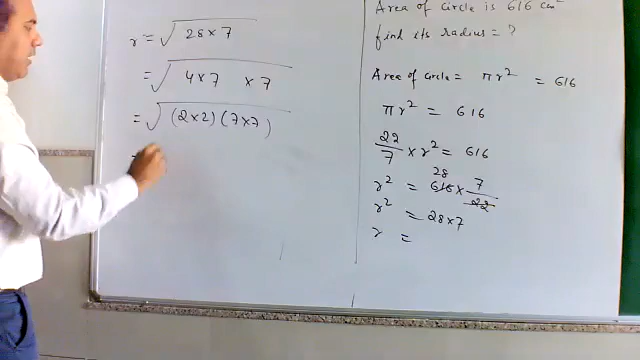 r = √28 × 7
= √4 × 7 × 7
= √(2 × 2) (7 × 7)
=
Area of circle is 616 cm²
find its radius = ?
Area of circle = πr² = 616
πr² = 616
22/7 × r² = 616
28
r² = 616 × 7/22
r² = 28 × 7
r =